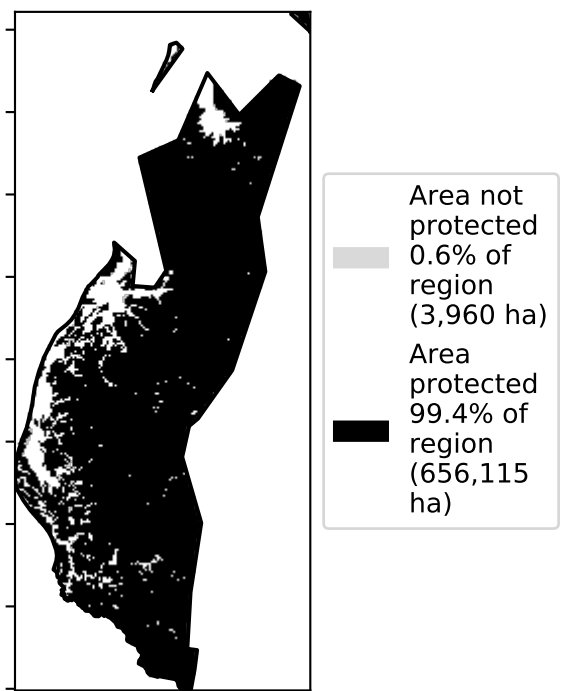 Area not
protected
0.6% of
region
(3,960 ha)
Area
protected
99.4% of
region
(656,115
ha)